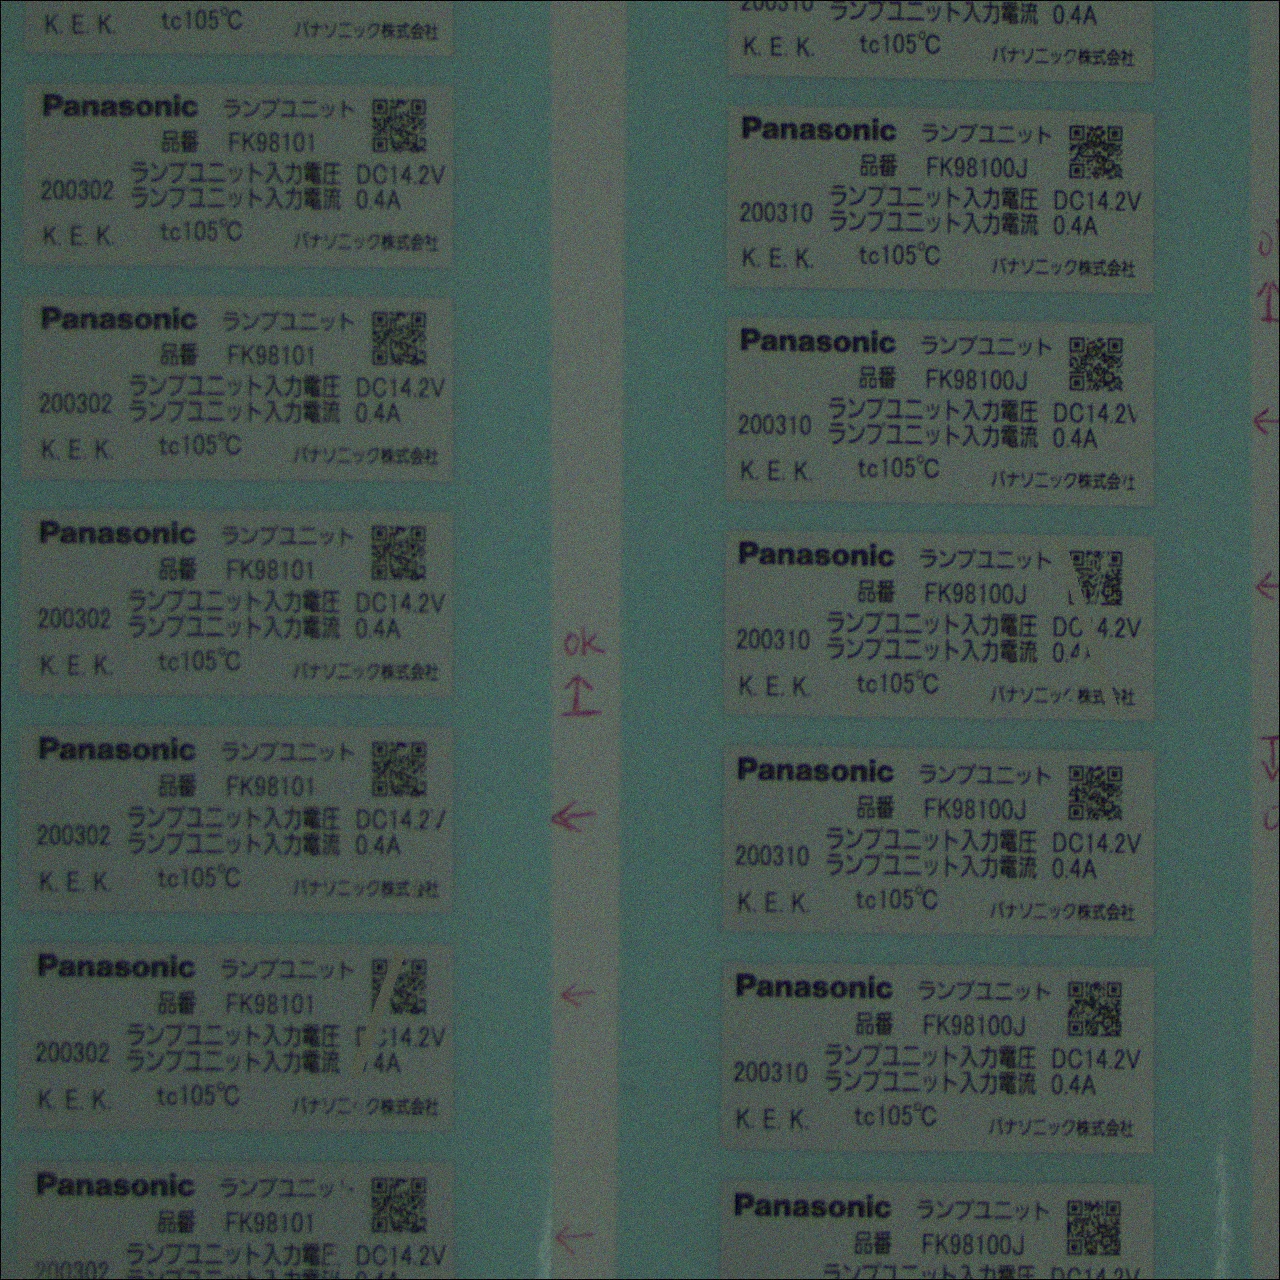 K. E. K. tc105℃ パナソニック株式会社
Panasonic ランプユニット
品番 FK98101
ランプユニット入力電圧 DC14.2V
200302 ランプユニット入力電流 0.4A
K. E. K. tc105℃ パナソニック株式会社
Panasonic ランプユニット
品番 FK98101
ランプユニット入力電圧 DC14.2V
200302 ランプユニット入力電流 0.4A
K. E. K. tc105℃ パナソニック株式会社
Panasonic ランプユニット
品番 FK98101
ランプユニット入力電圧 DC14.2V
200302 ランプユニット入力電流 0.4A
K. E. K. tc105℃ パナソニック株式会社
Panasonic ランプユニット
品番 FK98101
ランプユニット入力電圧 DC14.2
200302 ランプユニット入力電流 0.4A
K. E. K. tc105℃ パナソニック株式 社
Panasonic ランプユニット
品番 FK98101
ランプユニット入力電圧 C14.2V
200302 ランプユニット入力電流 4A
K. E. K. tc105℃ パナソニック株式会社
Panasonic ランプユニッ
品番 FK98101
ランプユニット入力電圧 DC14.2V
200302
OK
200310 ランプユニット入力電流 0.4A
K. E. K. tc105℃ パナソニック株式会社
Panasonic ランプユニット
品番 FK98100J
ランプユニット入力電圧 DC14.2V
200310 ランプユニット入力電流 0.4A
K. E. K. tc105℃ パナソニック株式会社
Panasonic ランプユニット
品番 FK98100J
ランプユニット入力電圧 DC14.2V
200310 ランプユニット入力電流 0.4A
K. E. K. tc105℃ パナソニック株式会社
Panasonic ランプユニット
品番 FK98100J
ランプユニット入力電圧 DC 4.2V
200310 ランプユニット入力電流 0.4
K. E. K. tc105℃ パナソニッ 株式 社
Panasonic ランプユニット
品番 FK98100J
ランプユニット入力電圧 DC14.2V
200310 ランプユニット入力電流 0.4A
K. E. K. tc105℃ パナソニック株式会社
Panasonic ランプユニット
品番 FK98100J
ランプユニット入力電圧 DC14.2V
200310 ランプユニット入力電流 0.4A
K. E. K. tc105℃ パナソニック株式会社
Panasonic ランプユニット
品番 FK98100J
ランプユニット入力電圧 DC14.2V